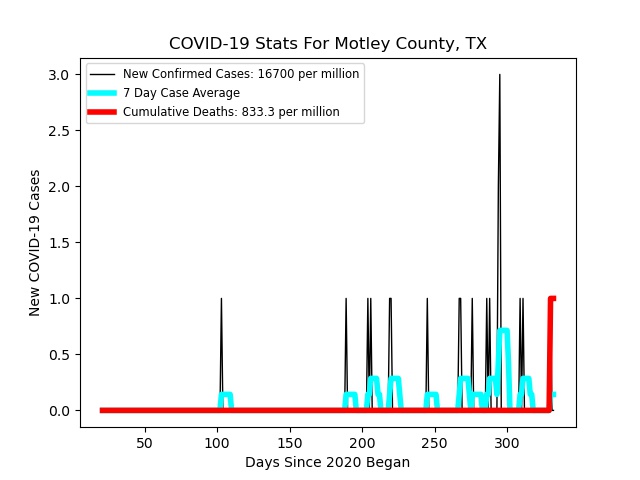 COVID-19 Stats For Motley County, TX
New Confirmed Cases: 16700 per million
7 Day Case Average
Cumulative Deaths: 833.3 per million
New COVID-19 Cases
3.0
2.5
2.0
1.5
1.0
0.5
0.0
50 100 150 200 250 300
Days Since 2020 Began